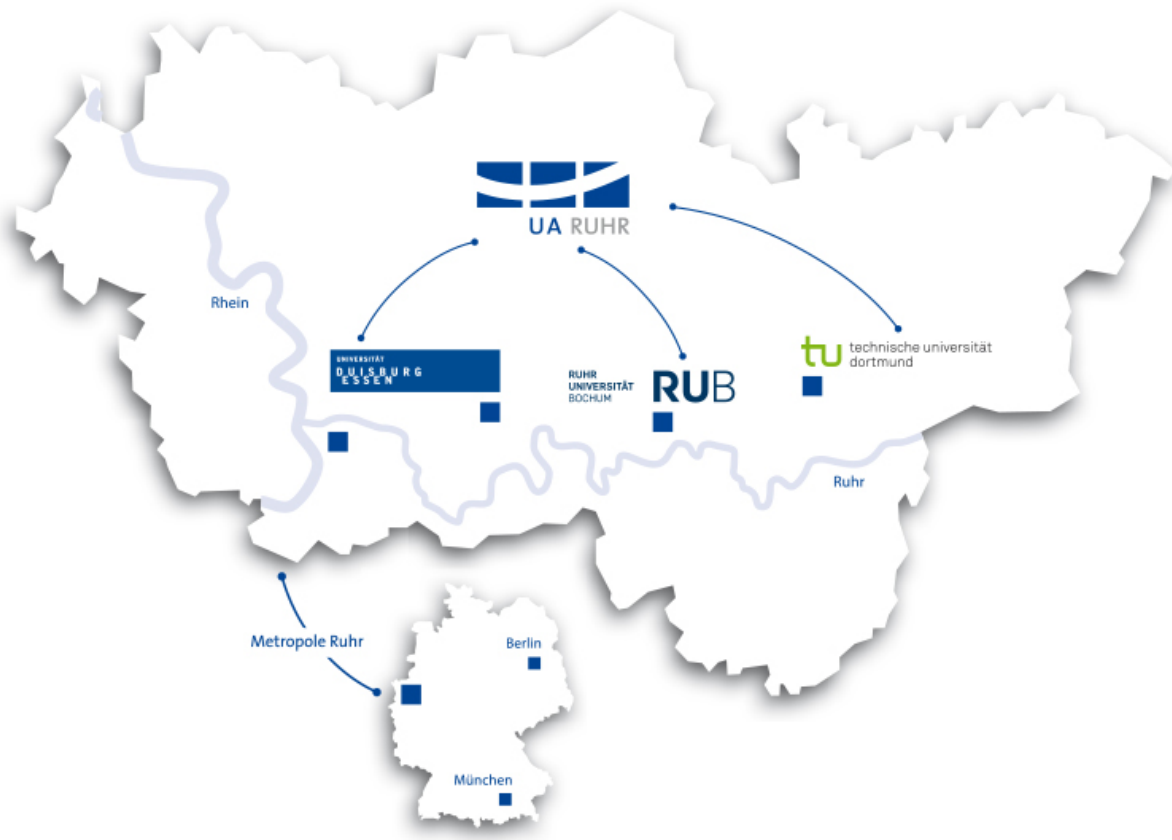 UA RUHR
Rhein
UNIVERSITÄT
DUISBURG
ESSEN
RUHR
UNIVERSITÄT
BOCHUM
RUB
tu
technische universität
dortmund
Ruhr
Metropole Ruhr
Berlin
München